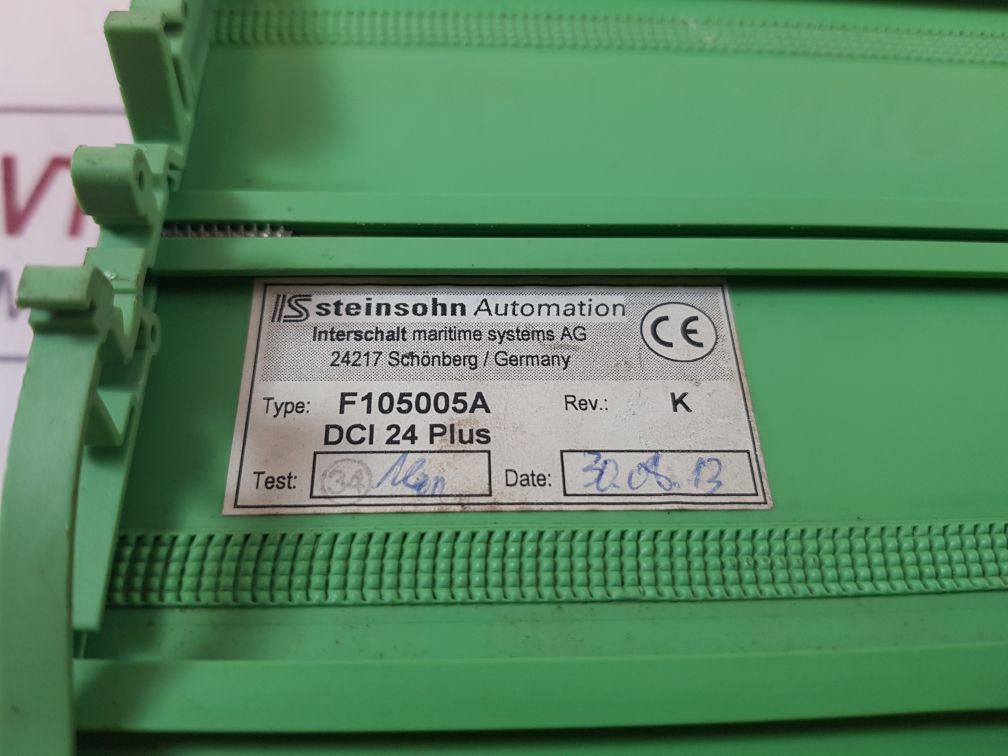 IS steinsohn Automation
Interschalt maritime systems AG
24217 Schönberg / Germany
CE
Type: F105005A Rev.: K
DCI 24 Plus
Test: 34 Date: 30.08.13